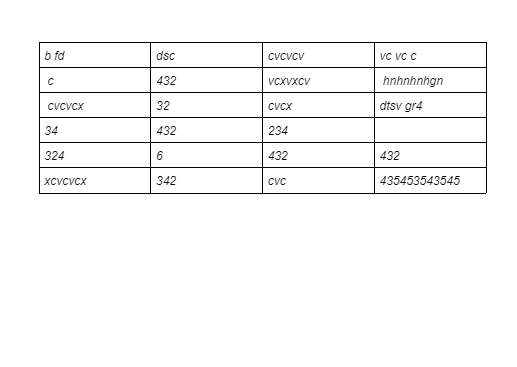 b fd dsc cvcvcv vc vc c
c 432 vcxvxcv hnhnhnhgn
cvcvcx 32 cvcx dtsv gr4
34 432 234
324 6 432 432
xcvcvcx 342 cvc 435453543545